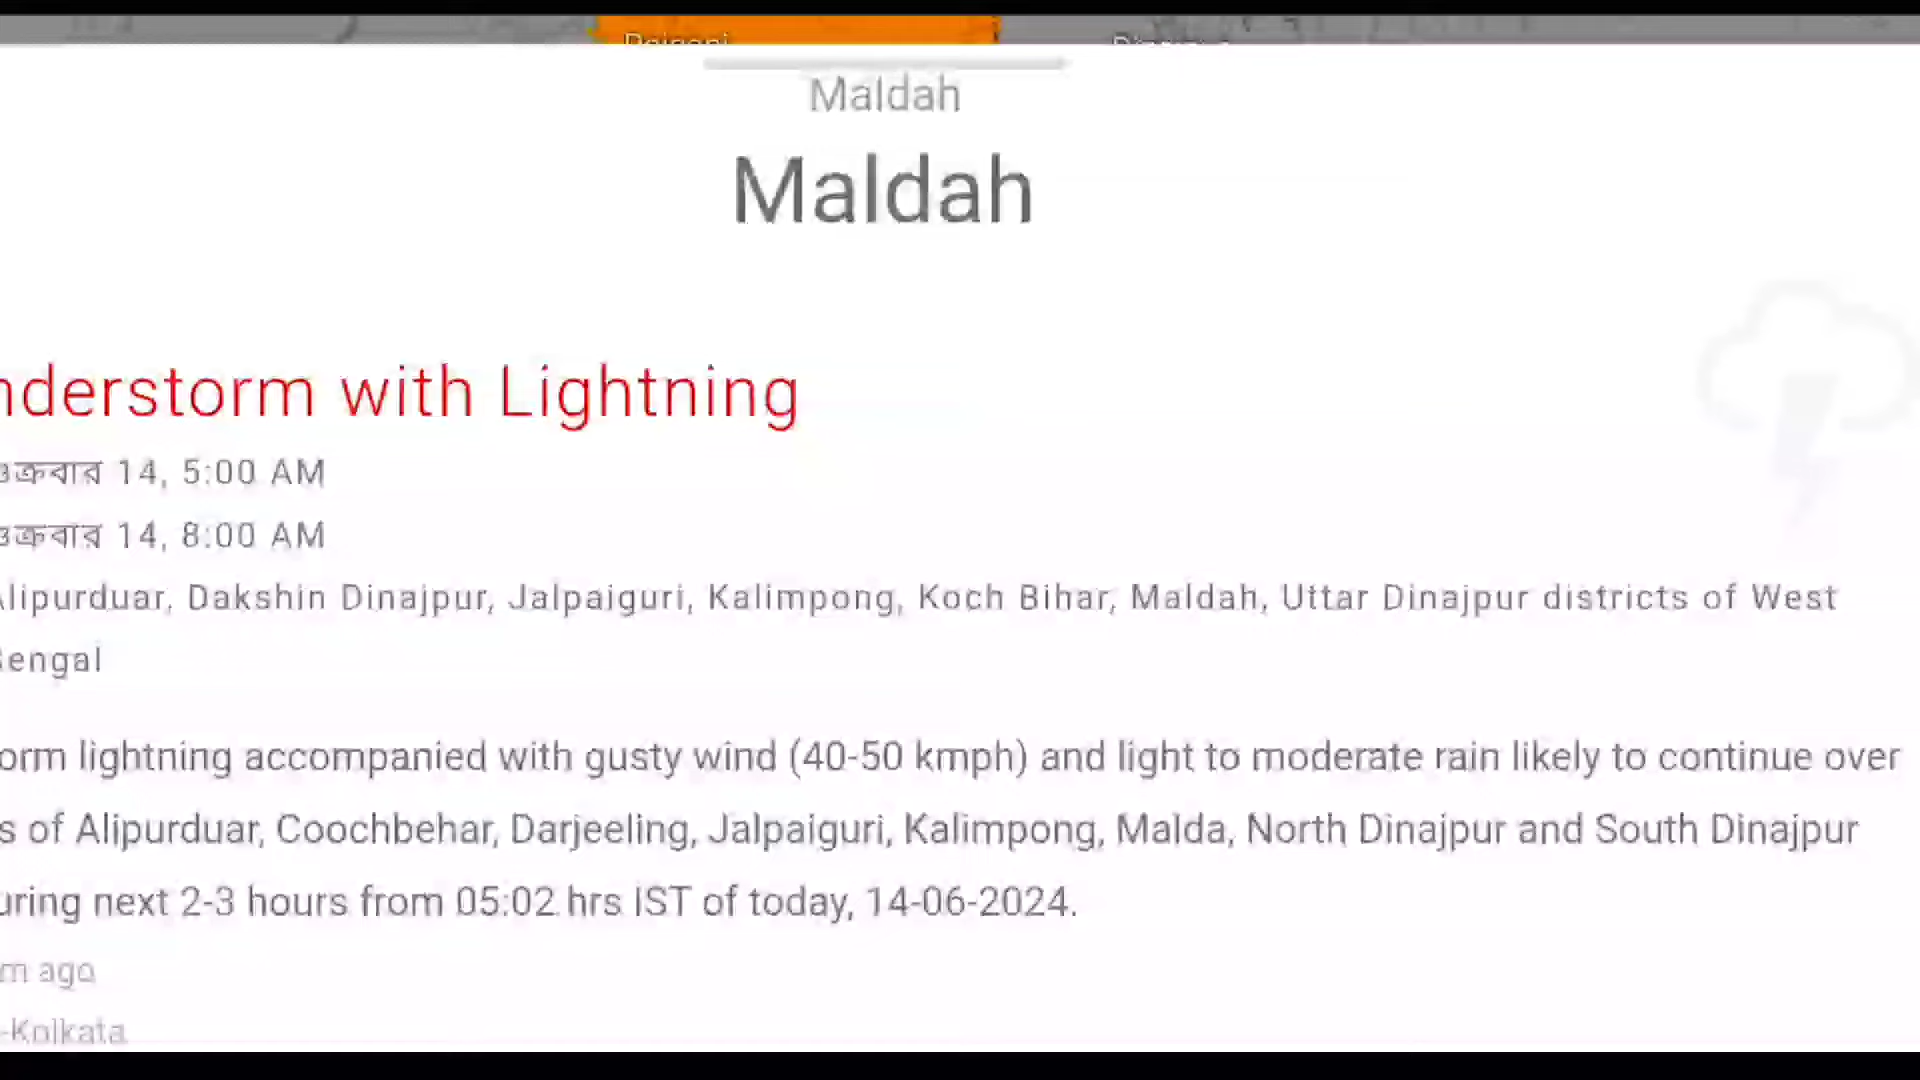 Maldah
Maldah
nderstorm with Lightning
ক্রবার 14, 5:00 AM
ক্রবার 14, 8:00 AM
lipurduar, Dakshin Dinajpur, Jalpaiguri, Kalimpong, Koch Bihar, Maldah, Uttar Dinajpur districts of West
engal
orm lightning accompanied with gusty wind (40-50 kmph) and light to moderate rain likely to continue over
s of Alipurduar, Coochbehar, Darjeeling, Jalpaiguri, Kalimpong, Malda, North Dinajpur and South Dinajpur
uring next 2-3 hours from 05:02 hrs IST of today, 14-06-2024.
m ago
-Kolkata